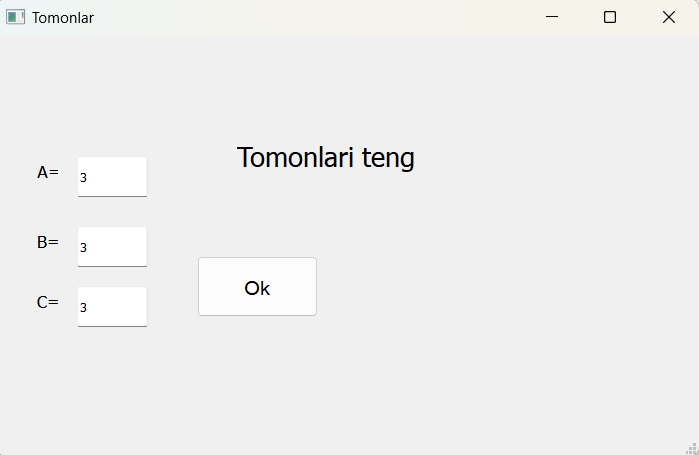 Tomonlar
Tomonlari teng
A= 3
B= 3
C= 3
Ok